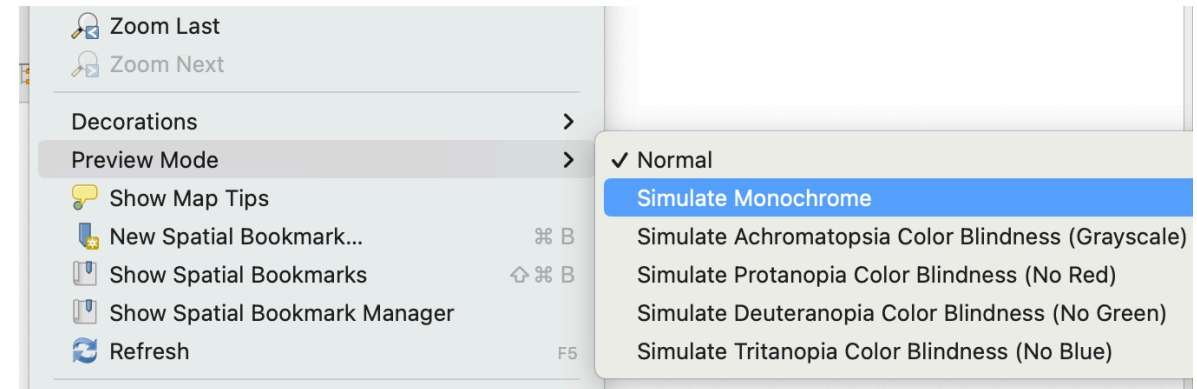 Zoom Last
Zoom Next
Decorations
Preview Mode
Show Map Tips
New Spatial Bookmark... ⌘ B
Show Spatial Bookmarks ⇧ ⌘ B
Show Spatial Bookmark Manager
Refresh F5
✓ Normal
Simulate Monochrome
Simulate Achromatopsia Color Blindness (Grayscale)
Simulate Protanopia Color Blindness (No Red)
Simulate Deuteranopia Color Blindness (No Green)
Simulate Tritanopia Color Blindness (No Blue)